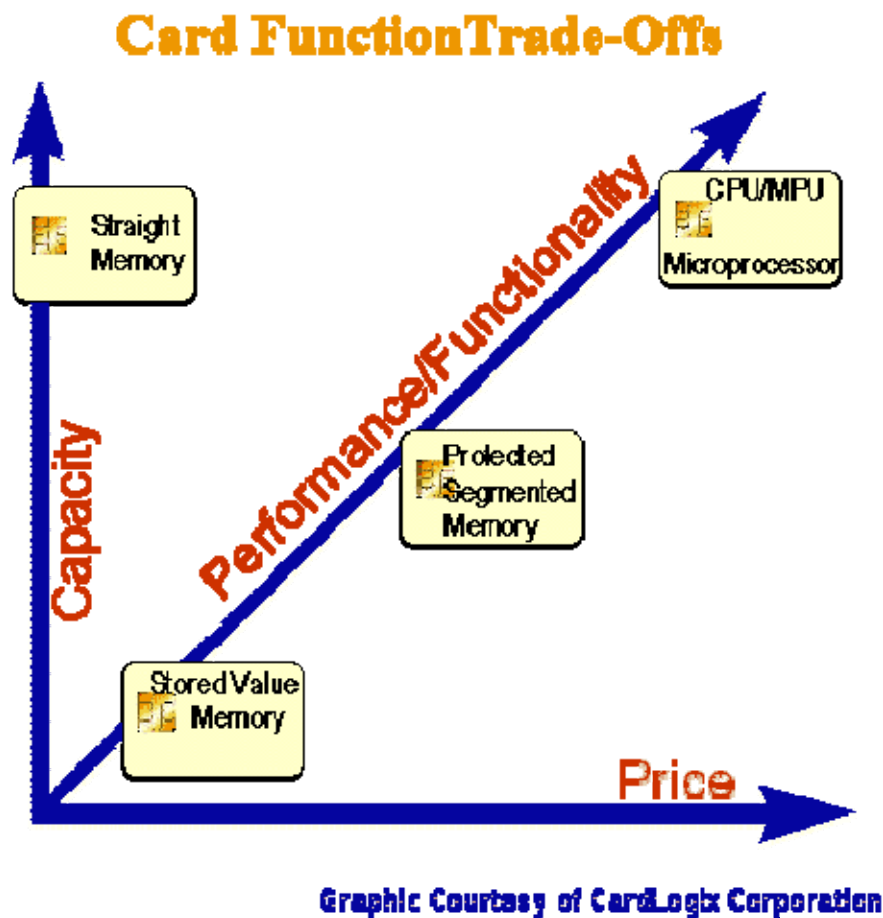 Card FunctionTrade-Offs
Straight
Memory
CPU/MPU
Microprocessor
Performance/Functionality
Capacity
Protected
Segmented
Memory
Stored Value
Memory
Price
Graphic Courtesy of CardLogix Corporation